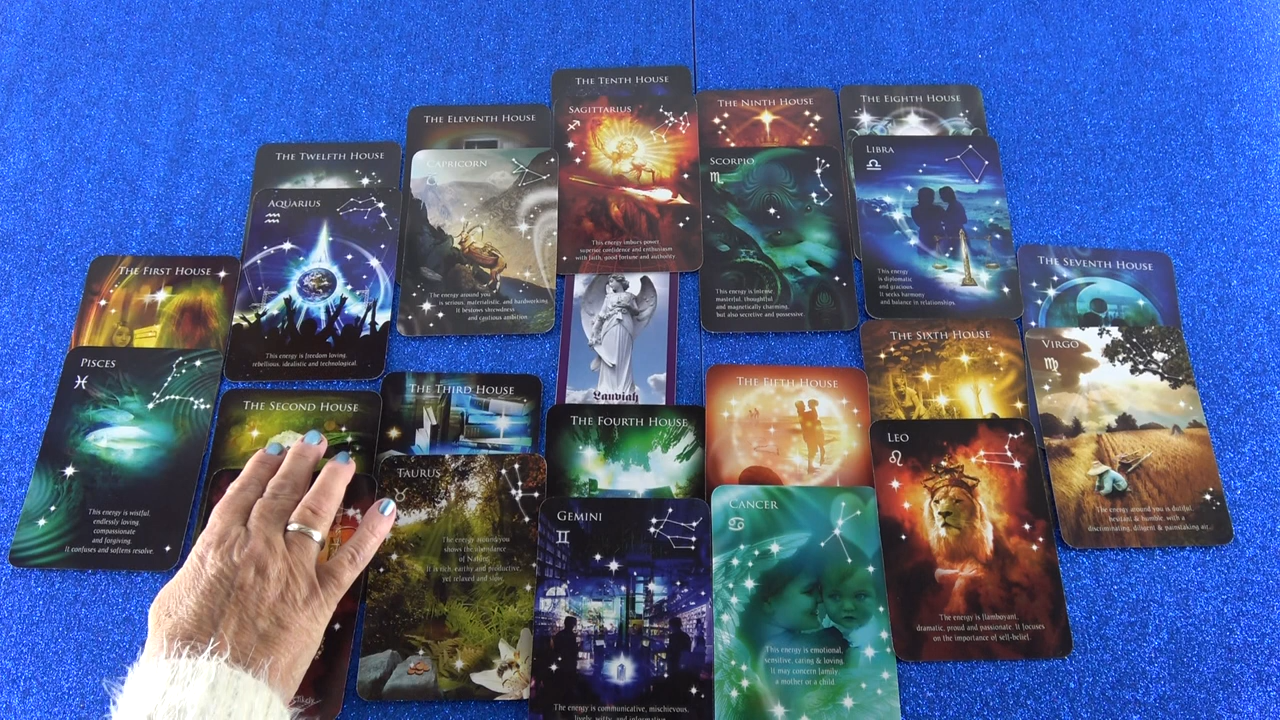 THE TENTH HOUSE
SAGITTARIUS
This energy imbues power,
superior confidence and enthusiasm
with faith, good fortune and authority
THE ELEVENTH HOUSE
CAPRICORN
The energy around you
is serious, materialistic, and hardworking.
It bestows shrewdness
and cautious ambition.
THE NINTH HOUSE
SCORPIO
This energy is intense,
masterful, thoughtful
and magnetically charming,
but also secretive and possessive.
THE EIGHTH HOUSE
LIBRA
This energy
is diplomatic
and gracious.
It seeks harmony
and balance in relationships.
THE TWELFTH HOUSE
AQUARIUS
This energy is freedom loving,
rebellious, idealistic and technological.
THE FIRST HOUSE
PISCES
This energy is wistful,
endlessly loving,
compassionate
and forgiving.
It confuses and softens resolve.
THE SEVENTH HOUSE
VIRGO
The energy around you is dutiful,
hesitant & humble, with a
discriminating, diligent & painstaking air.
Lauviah
THE SECOND HOUSE
THE THIRD HOUSE
TAURUS
The energy around you
shows the abundance
of Nature.
It is rich, earthy and productive,
yet relaxed and slow.
THE FOURTH HOUSE
GEMINI
The energy is communicative, mischievous,
lively, witty, and informative.
THE FIFTH HOUSE
CANCER
This energy is emotional,
sensitive, caring & loving.
It may concern family,
a mother or a child.
THE SIXTH HOUSE
LEO
The energy is flamboyant,
dramatic, proud and passionate. It focuses
on the importance of self-belief.